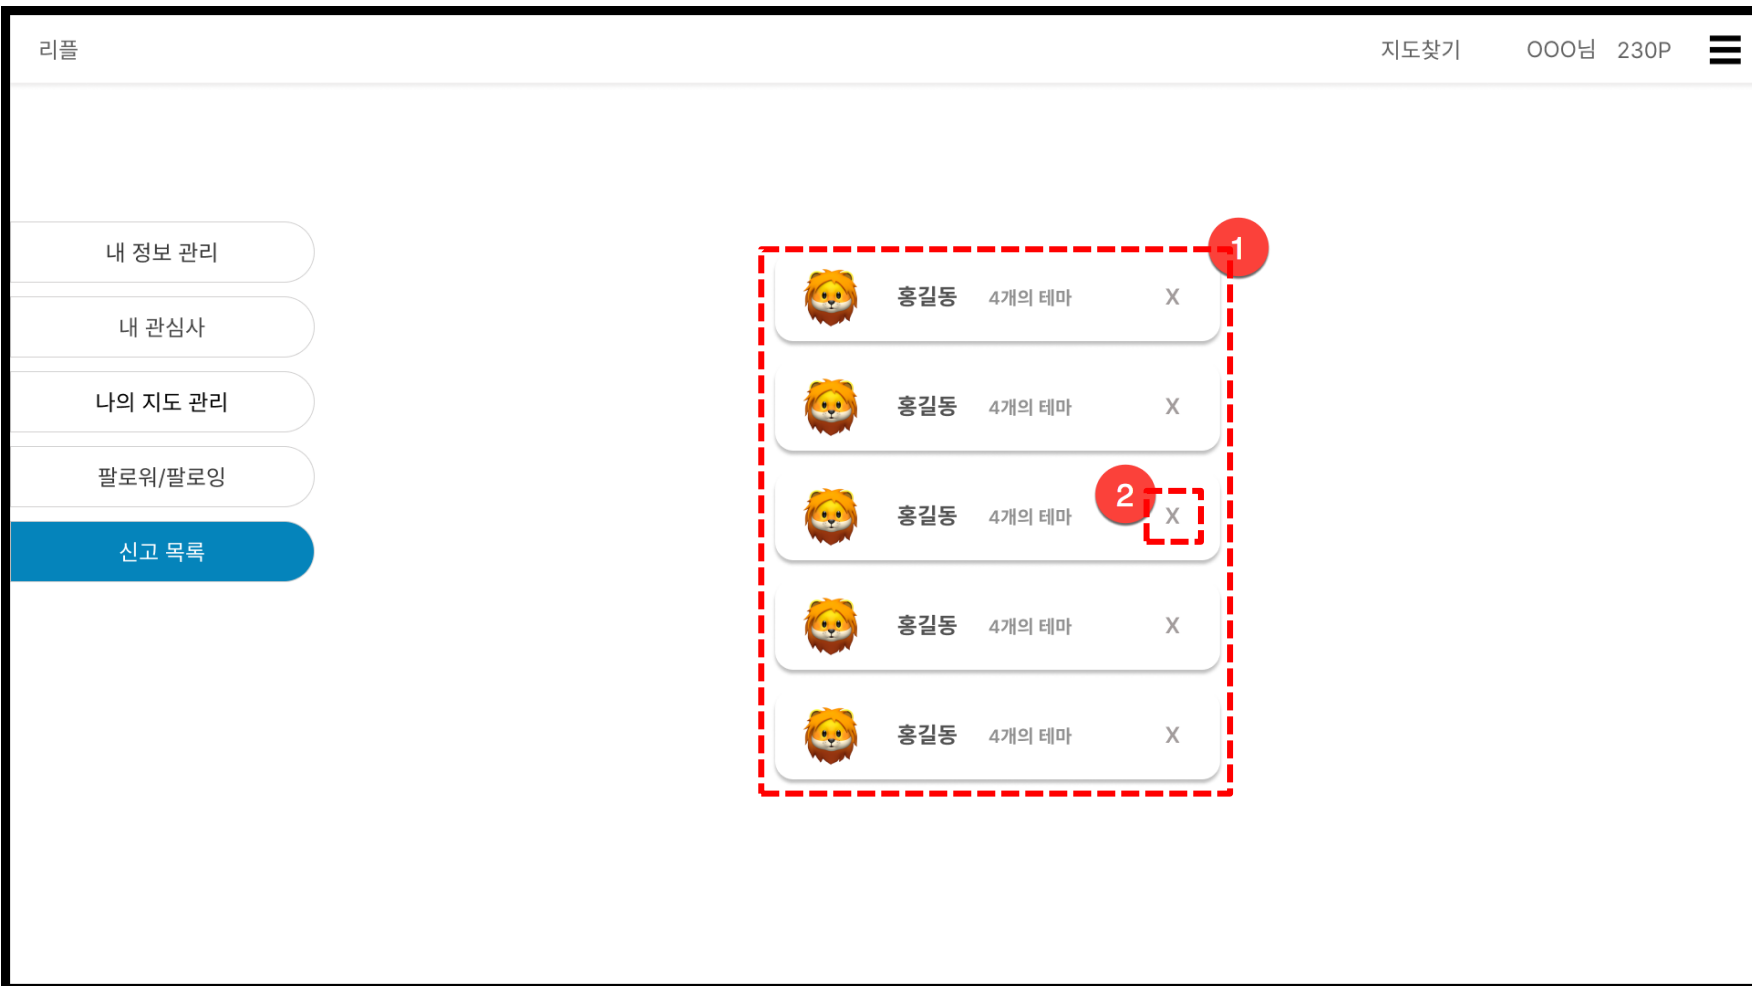 리플
지도찾기 OOO님 230P
내 정보 관리
내 관심사
나의 지도 관리
팔로워/팔로잉
신고 목록
1
홍길동 4개의 테마 X
홍길동 4개의 테마 X
2
홍길동 4개의 테마 X
홍길동 4개의 테마 X
홍길동 4개의 테마 X